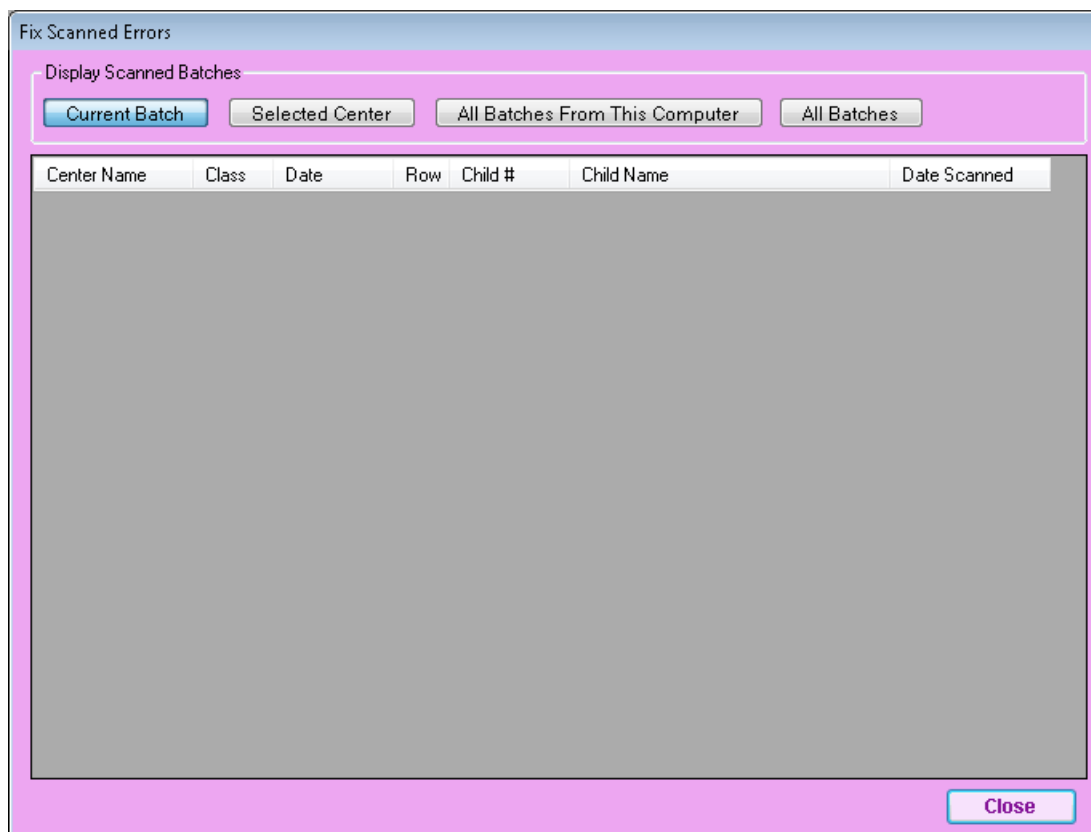 Fix Scanned Errors
Display Scanned Batches
Current Batch Selected Center All Batches From This Computer All Batches
Center Name Class Date Row Child # Child Name Date Scanned
Close